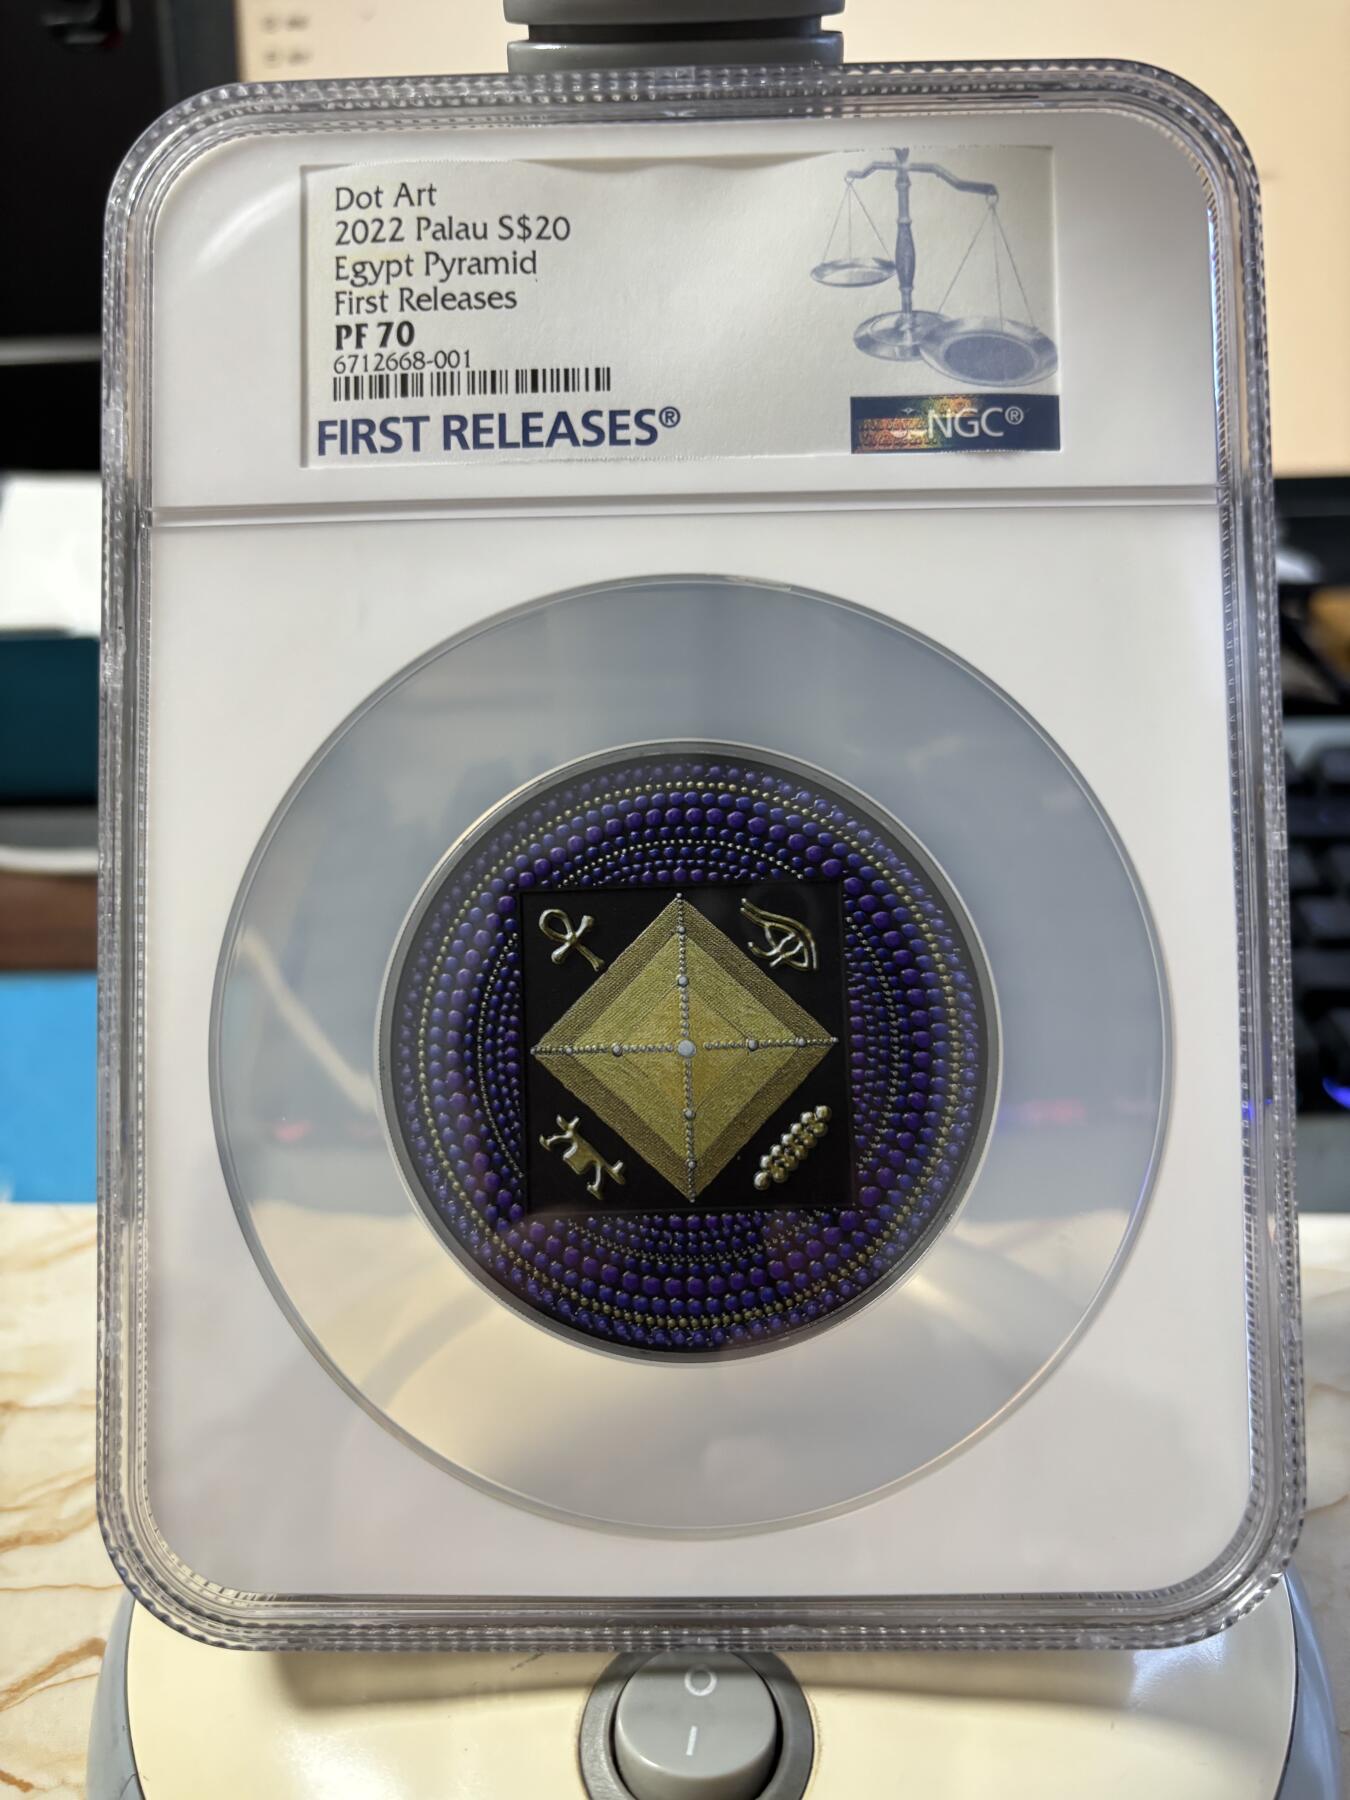 Dot Art
2022 Palau S$20
Egypt Pyramid
First Releases
PF 70
6712668-001
FIRST RELEASES®
NGC®
O
I